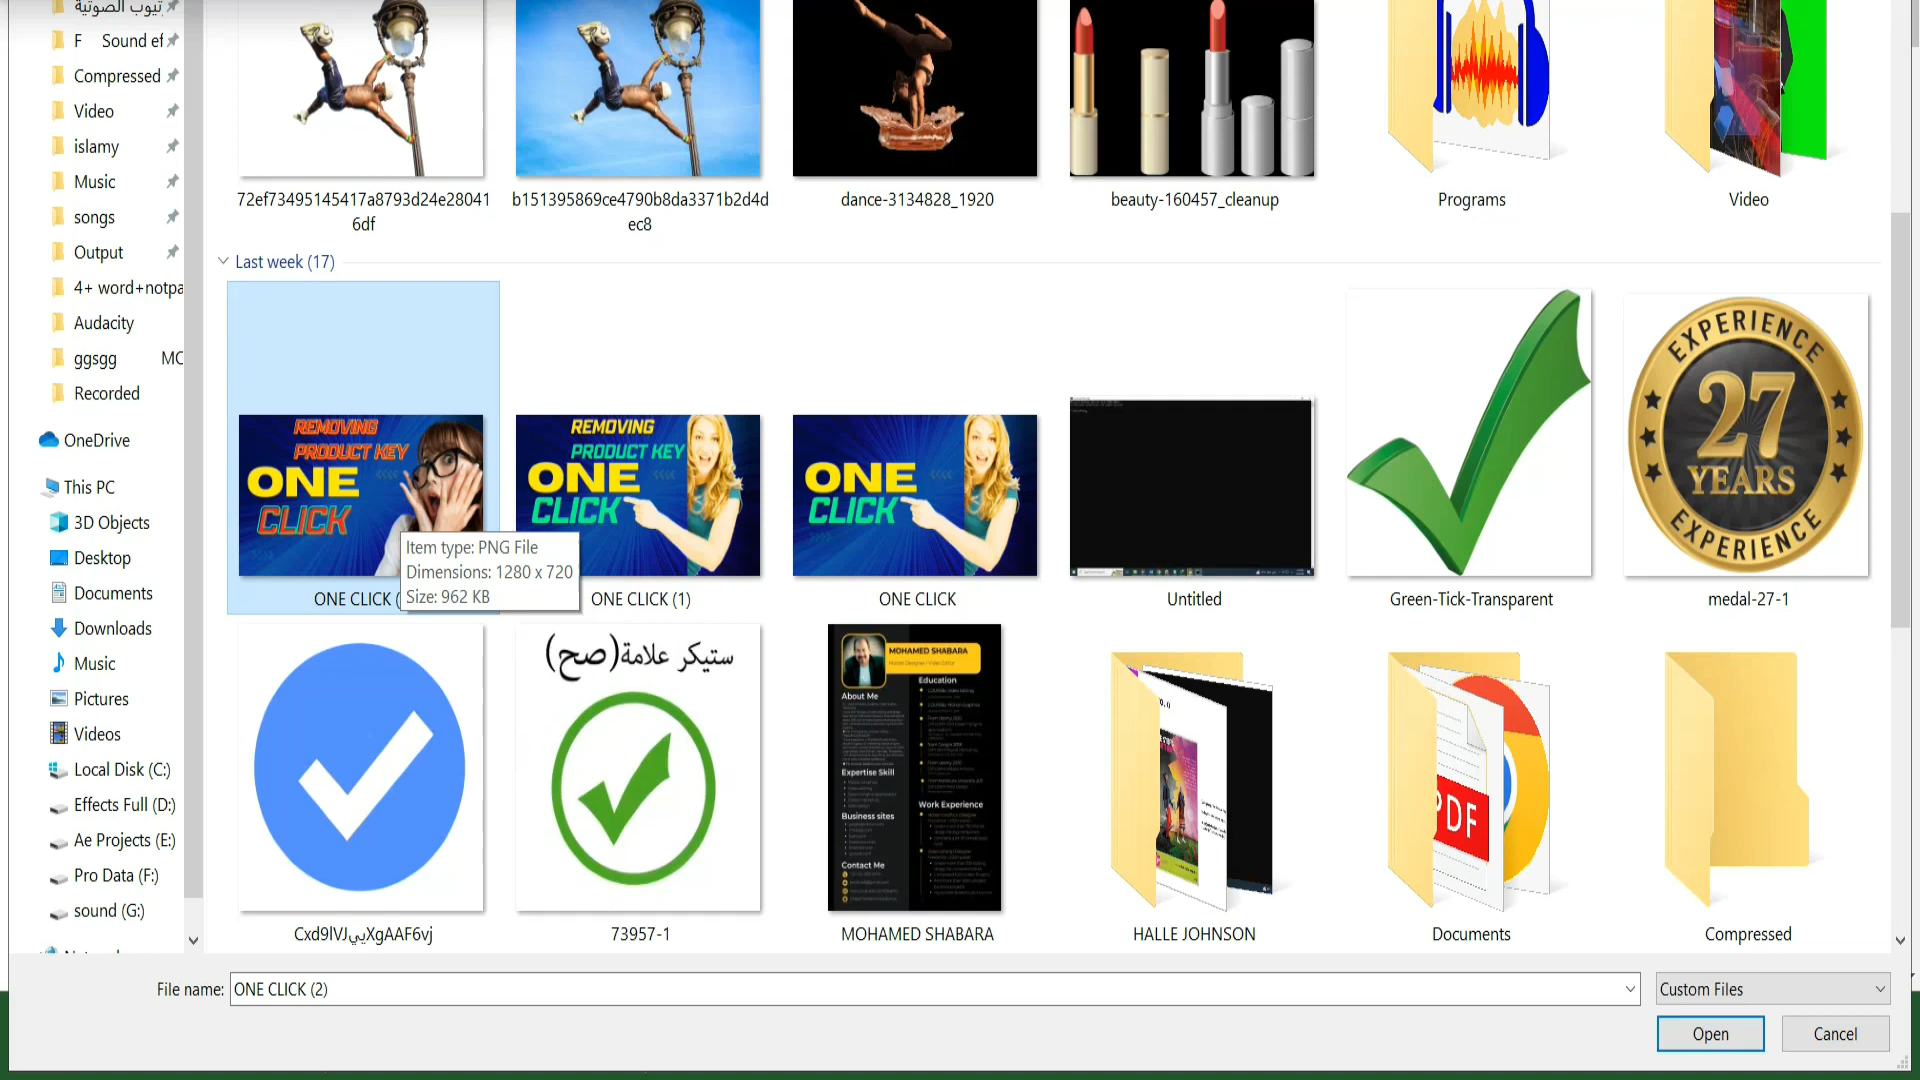 تيوب الصوتية
F Sound ef
Compressed
Video
islamy
Music
songs
Output
4+ word+notpa
Audacity
ggsgg MC
Recorded
OneDrive
This PC
3D Objects
Desktop
Documents
Downloads
Music
Pictures
Videos
Local Disk (C:)
Effects Full (D:)
Ae Projects (E:)
Pro Data (F:)
sound (G:)
72ef73495145417a8793d24e28041
6df
b151395869ce4790b8da3371b2d4d
ec8
dance-3134828_1920
beauty-160457_cleanup
Programs
Video
Last week (17)
REMOVING
PRODUCT KEY
ONE
CLICK
REMOVING
PRODUCT KEY
ONE
CLICK
ONE
CLICK
EXPERIENCE
27
YEARS
EXPERIENCE
Item type: PNG File
Dimensions: 1280 x 720
Size: 962 KB
ONE CLICK (
ONE CLICK (1)
ONE CLICK
Untitled
Green-Tick-Transparent
medal-27-1
ستيكر علامة(صح)
MOHAMED SHABARA
About Me
Education
Expertise Skill
Work Experience
Business sites
Contact Me
PDF
Cxd9lVJييXgAAF6vj
73957-1
MOHAMED SHABARA
HALLE JOHNSON
Documents
Compressed
File name:
ONE CLICK (2)
Custom Files
Open
Cancel